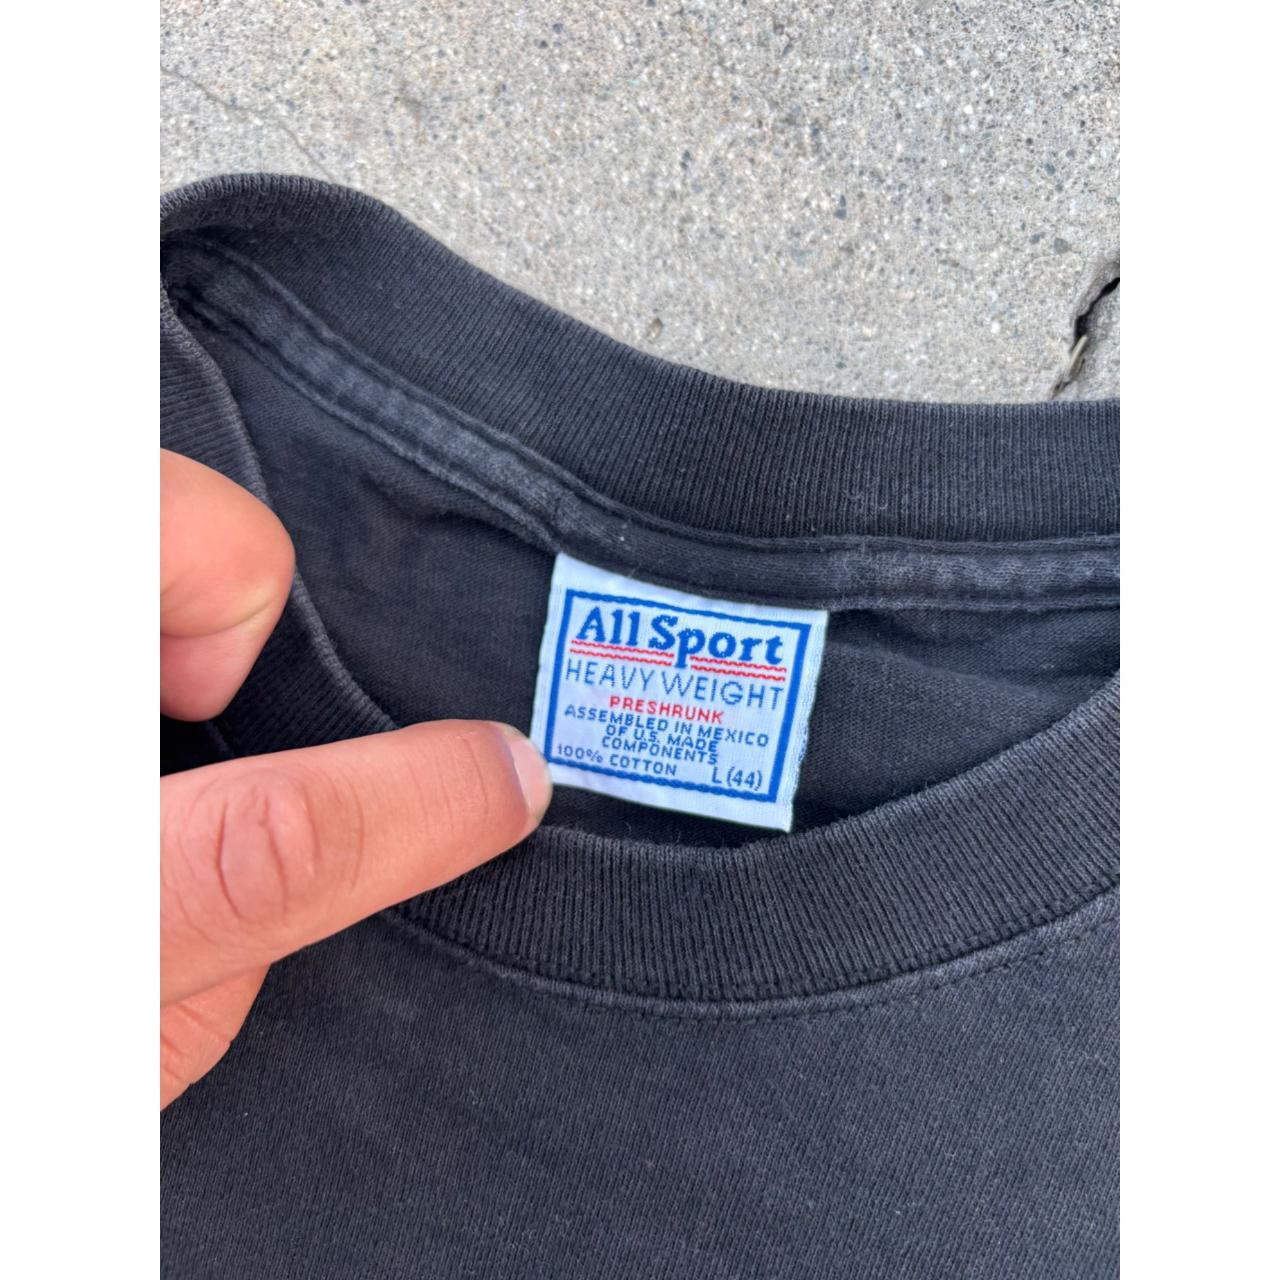 All Sport
HEAVY WEIGHT
PRESHRUNK
ASSEMBLED IN MEXICO
OF U.S. MADE
COMPONENTS
100% COTTON L (44)